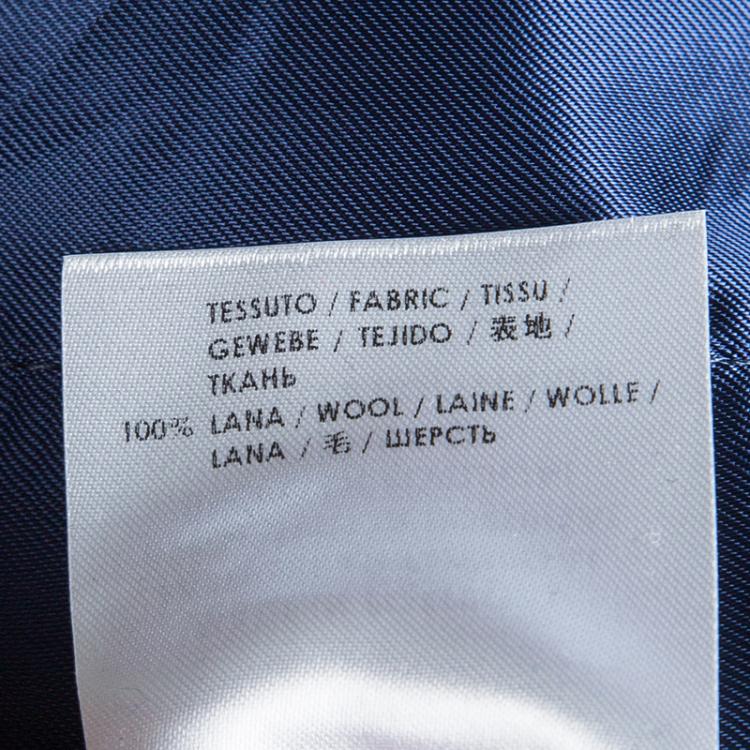 TESSUTO / FABRIC / TISSU /
GEWEBE / TEJIDO / 表地 /
ТКАНЬ
100% LANA / WOOL / LAINE / WOLLE /
LANA / 毛 / ШЕРСТЬ